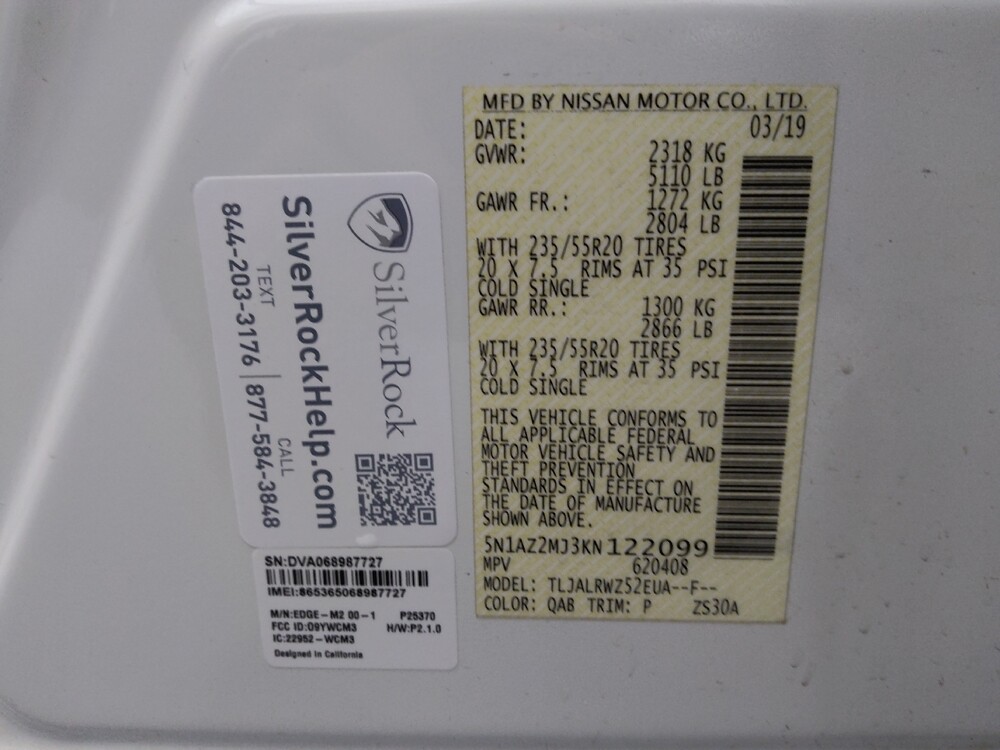 MFD BY NISSAN MOTOR CO., LTD.
DATE: 03/19
GVWR: 2318 KG
5110 LB
GAWR FR.: 1272 KG
2804 LB
WITH 235/55R20 TIRES
20 X 7.5 RIMS AT 35 PSI
COLD SINGLE
GAWR RR.: 1300 KG
2866 LB
WITH 235/55R20 TIRES
20 X 7.5 RIMS AT 35 PSI
COLD SINGLE
THIS VEHICLE CONFORMS TO
ALL APPLICABLE FEDERAL
MOTOR VEHICLE SAFETY AND
THEFT PREVENTION
STANDARDS IN EFFECT ON
THE DATE OF MANUFACTURE
SHOWN ABOVE.
5N1AZ2MJ3KN122099
MPV 620408
MODEL: TLJALRWZ52EUA--F--
COLOR: QAB TRIM: P ZS30A
SilverRock
SilverRockHelp.com
TEXT CALL
844-203-3176 | 877-584-3848
SN:DVA068987727
IMEI:865365068987727
M/N:EDGE-M2 00-1 P25370
FCC ID:O9YWCM3 H/W:P2.1.0
IC:22952-WCM3
Designed in California